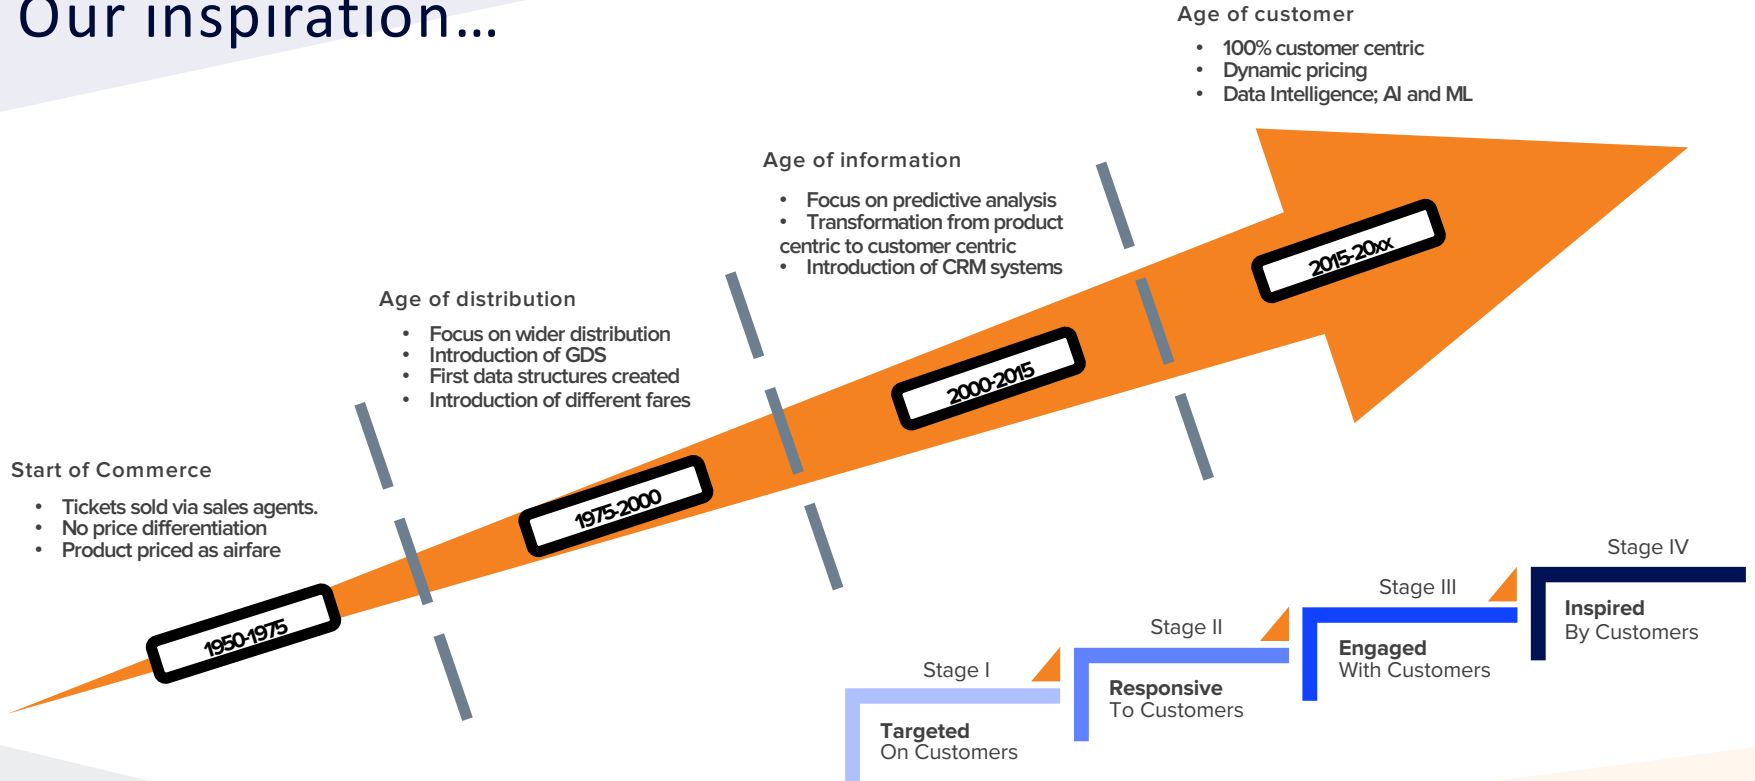 Our inspiration...
Age of customer
• 100% customer centric
• Dynamic pricing
• Data Intelligence; AI and ML
Age of information
• Focus on predictive analysis
• Transformation from product
centric to customer centric
• Introduction of CRM systems
Age of distribution
• Focus on wider distribution
• Introduction of GDS
• First data structures created
• Introduction of different fares
Start of Commerce
• Tickets sold via sales agents.
• No price differentiation
• Product priced as airfare
1950-1975
1975-2000
2000-2015
2015-20xx
Stage I
Targeted
On Customers
Stage II
Responsive
To Customers
Stage III
Engaged
With Customers
Stage IV
Inspired
By Customers